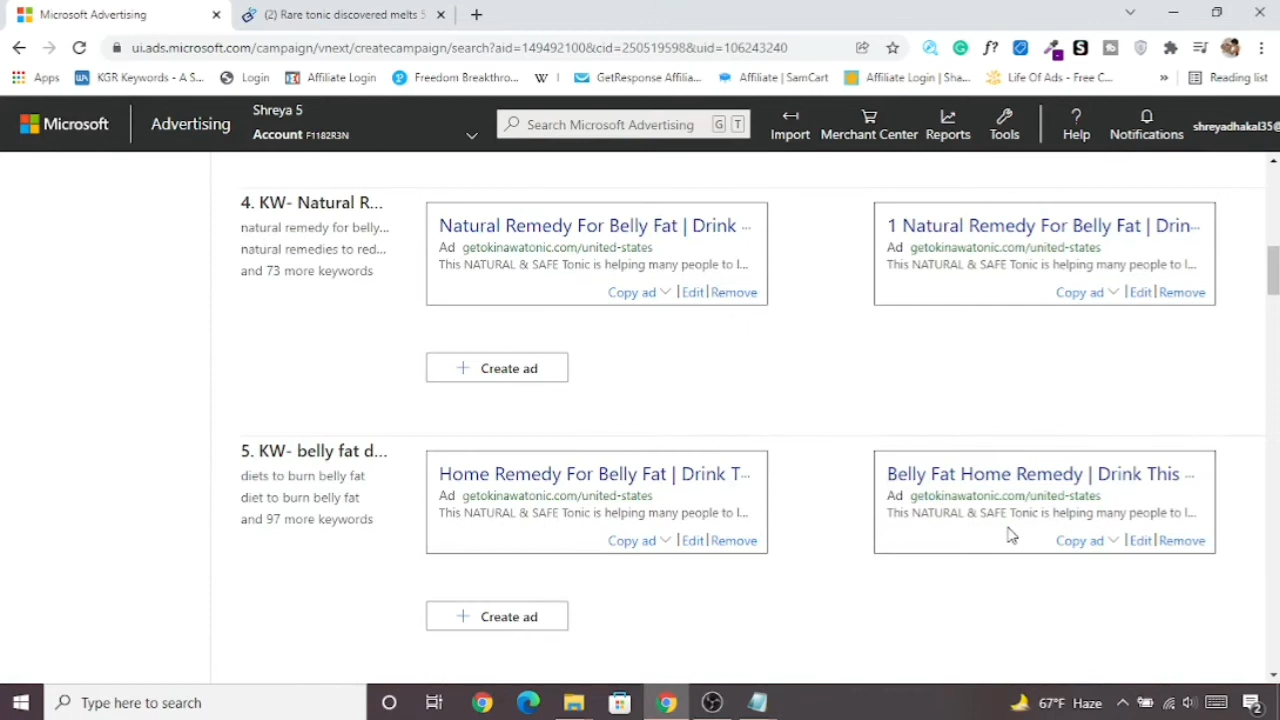 Microsoft Advertising
(2) Rare tonic discovered melts 5
ui.ads.microsoft.com/campaign/vnext/createcampaign/search?aid=149492100&cid=250519598&uid=106243240
Apps
KGR Keywords - A S...
Login
Affiliate Login
Freedom Breakthro...
GetResponse Affilia...
Affiliate | SamCart
Affiliate Login | Sha...
Life Of Ads - Free C...
»
Reading list
Microsoft
Advertising
Shreya 5
Account F1182R3N
Search Microsoft Advertising
G T
Import
Merchant Center
Reports
Tools
Help
Notifications
shreyadhakal35@
4. KW- Natural R...
natural remedy for belly...
natural remedies to red...
and 73 more keywords
Natural Remedy For Belly Fat | Drink ...
Ad getokinawatonic.com/united-states
This NATURAL & SAFE Tonic is helping many people to l...
Copy ad | Edit | Remove
1 Natural Remedy For Belly Fat | Drin...
Ad getokinawatonic.com/united-states
This NATURAL & SAFE Tonic is helping many people to l...
Copy ad | Edit | Remove
+ Create ad
5. KW- belly fat d...
diets to burn belly fat
diet to burn belly fat
and 97 more keywords
Home Remedy For Belly Fat | Drink T...
Ad getokinawatonic.com/united-states
This NATURAL & SAFE Tonic is helping many people to l...
Copy ad | Edit | Remove
Belly Fat Home Remedy | Drink This ...
Ad getokinawatonic.com/united-states
This NATURAL & SAFE Tonic is helping many people to l...
Copy ad | Edit | Remove
+ Create ad
Type here to search
67°F Haze
2